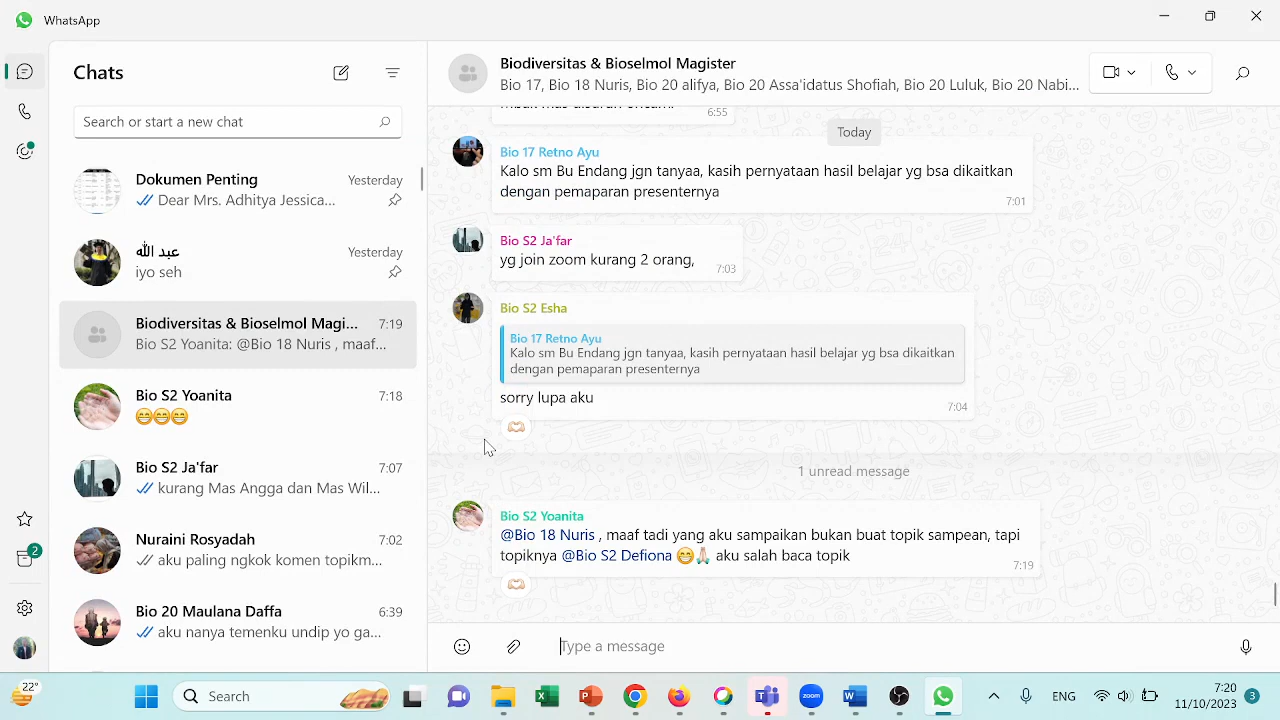 WhatsApp
Chats
Search or start a new chat
Dokumen Penting
Yesterday
Dear Mrs. Adhitya Jessica...
عبد الله
Yesterday
iyo seh
Biodiversitas & Bioselmol Magi...
7:19
Bio S2 Yoanita: @Bio 18 Nuris , maaf...
Bio S2 Yoanita
7:18
😁😁😁
Bio S2 Ja'far
7:07
kurang Mas Angga dan Mas Wil...
Nuraini Rosyadah
7:02
aku paling ngkok komen topikm...
Bio 20 Maulana Daffa
6:39
aku nanya temenku undip yo ga...
2
Biodiversitas & Bioselmol Magister
Bio 17, Bio 18 Nuris, Bio 20 alifya, Bio 20 Assa'idatus Shofiah, Bio 20 Luluk, Bio 20 Nabi...
6:55
Today
Bio 17 Retno Ayu
Kalo sm Bu Endang jgn tanyaa, kasih pernyataan hasil belajar yg bsa dikaitkan
dengan pemaparan presenternya
7:01
Bio S2 Ja'far
yg join zoom kurang 2 orang,
7:03
Bio S2 Esha
Bio 17 Retno Ayu
Kalo sm Bu Endang jgn tanyaa, kasih pernyataan hasil belajar yg bsa dikaitkan
dengan pemaparan presenternya
sorry lupa aku
7:04
1 unread message
Bio S2 Yoanita
@Bio 18 Nuris , maaf tadi yang aku sampaikan bukan buat topik sampean, tapi
topiknya @Bio S2 Defiona 😁🙏🏻 aku salah baca topik
7:19
Type a message
22°
Search
zoom
ENG
7:20
3